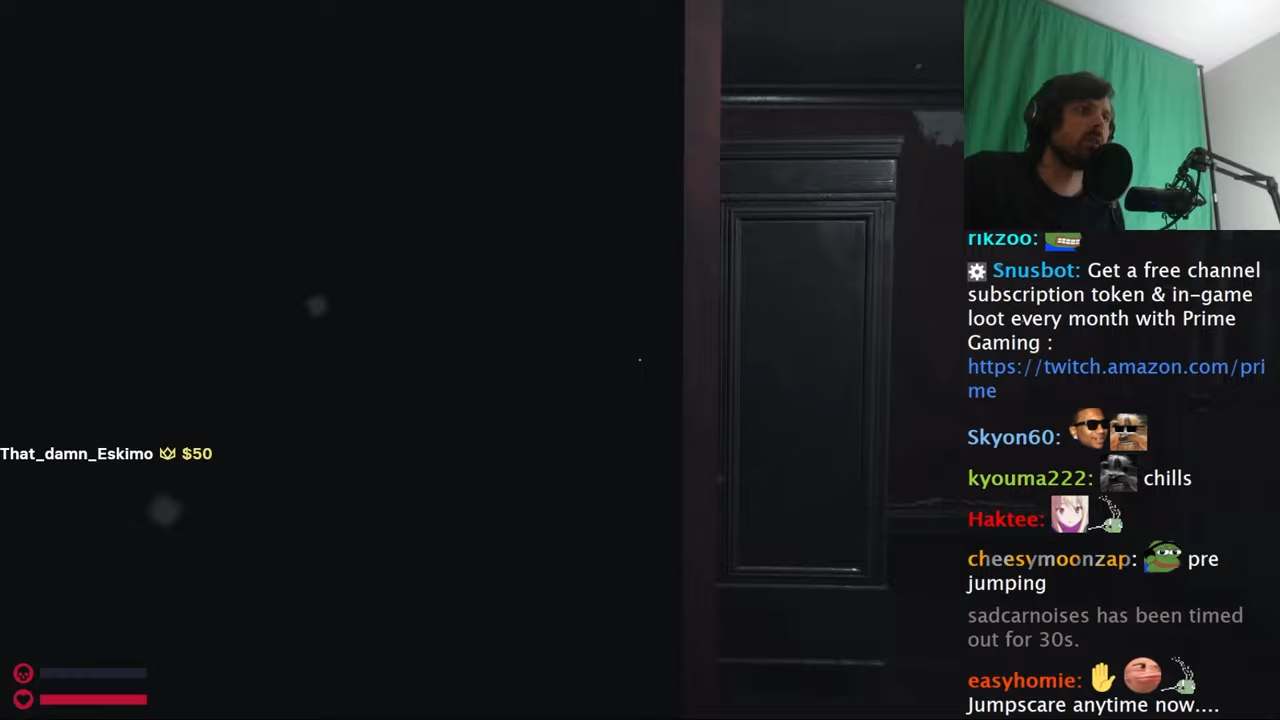 rikzoo:
Snusbot: Get a free channel
subscription token & in-game
loot every month with Prime
Gaming :
https://twitch.amazon.com/pri
me
Skyon60:
That_damn_Eskimo $50
kyouma222: chills
Haktee:
cheesymoonzap: pre
jumping
sadcarnoises has been timed
out for 30s.
easyhomie:
Jumpscare anytime now....